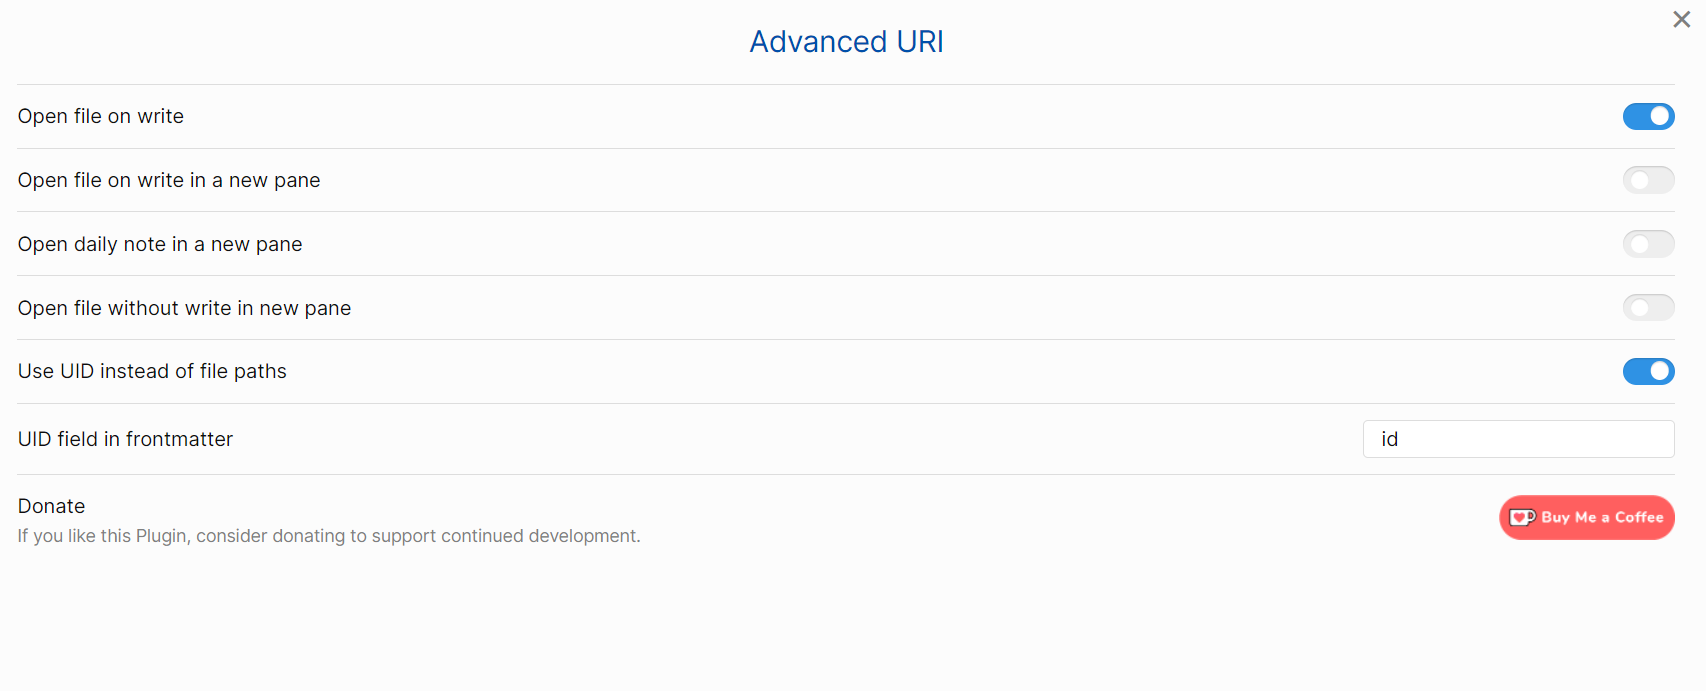 Advanced URI
Open file on write
Open file on write in a new pane
Open daily note in a new pane
Open file without write in new pane
Use UID instead of file paths
UID field in frontmatter
id
Donate
If you like this Plugin, consider donating to support continued development.
Buy Me a Coffee